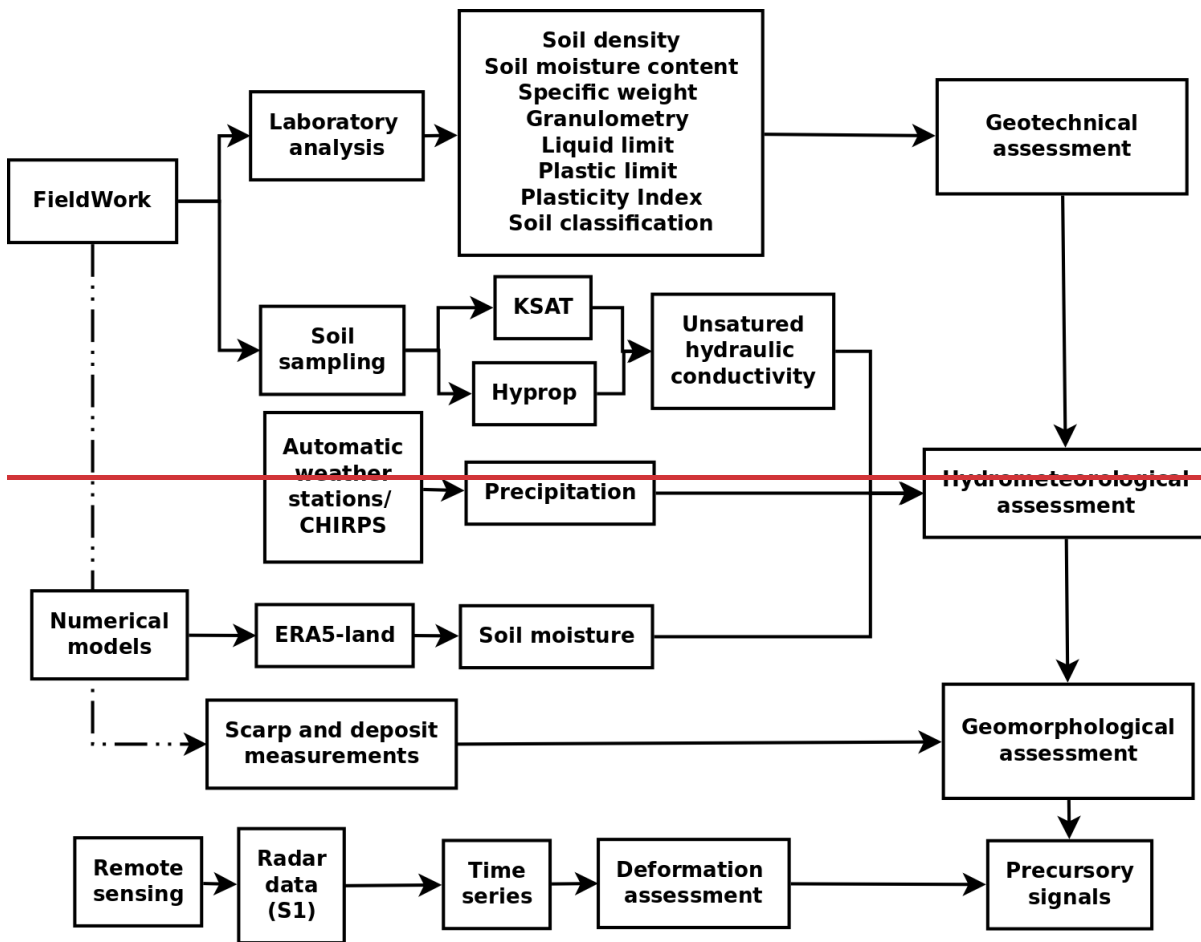 Soil density
Soil moisture content
Specific weight
Granulometry
Liquid limit
Plastic limit
Plasticity Index
Soil classification
Laboratory
analysis
Geotechnical
assessment
FieldWork
KSAT
Soil
sampling
Unsatured
hydraulic
conductivity
Hyprop
Automatic
weather
stations/
CHIRPS
Precipitation
Hydrometeorological
assessment
Numerical
models
ERA5-land
Soil moisture
Scarp and deposit
measurements
Geomorphological
assessment
Remote
sensing
Radar
data
(S1)
Time
series
Deformation
assessment
Precursory
signals